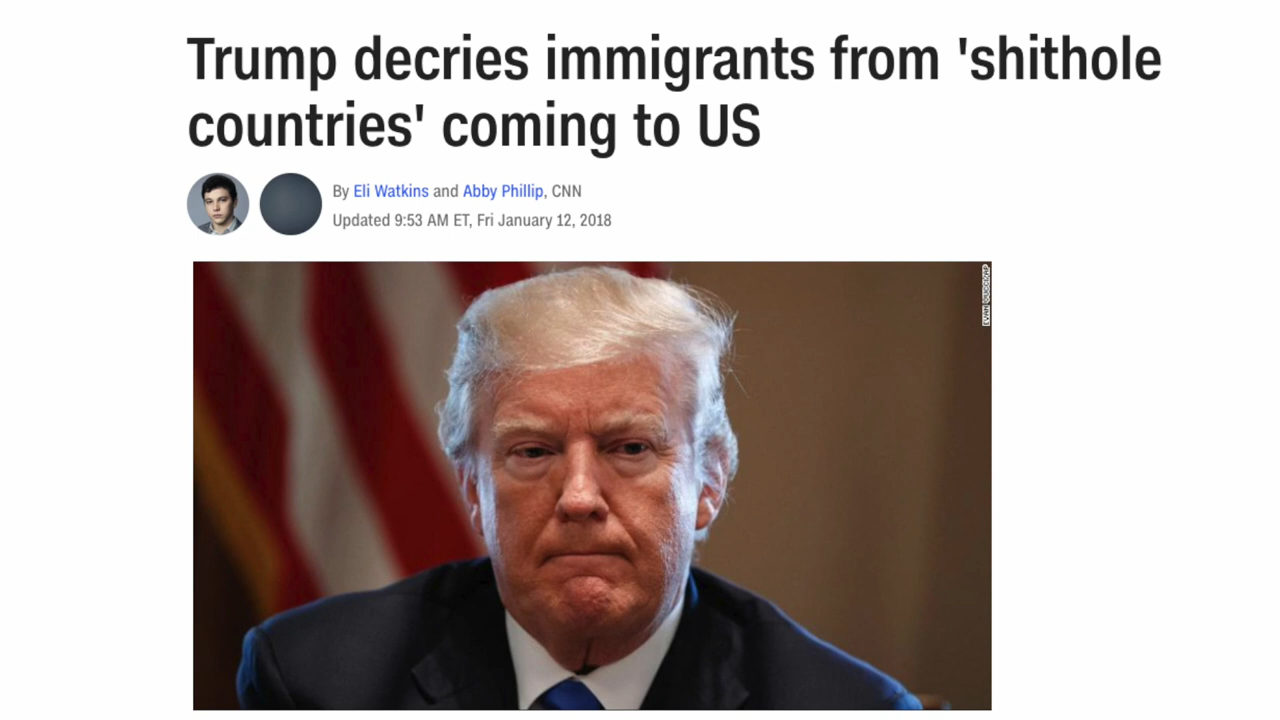 Trump decries immigrants from 'shithole
countries' coming to US
By Eli Watkins and Abby Phillip, CNN
Updated 9:53 AM ET, Fri January 12, 2018